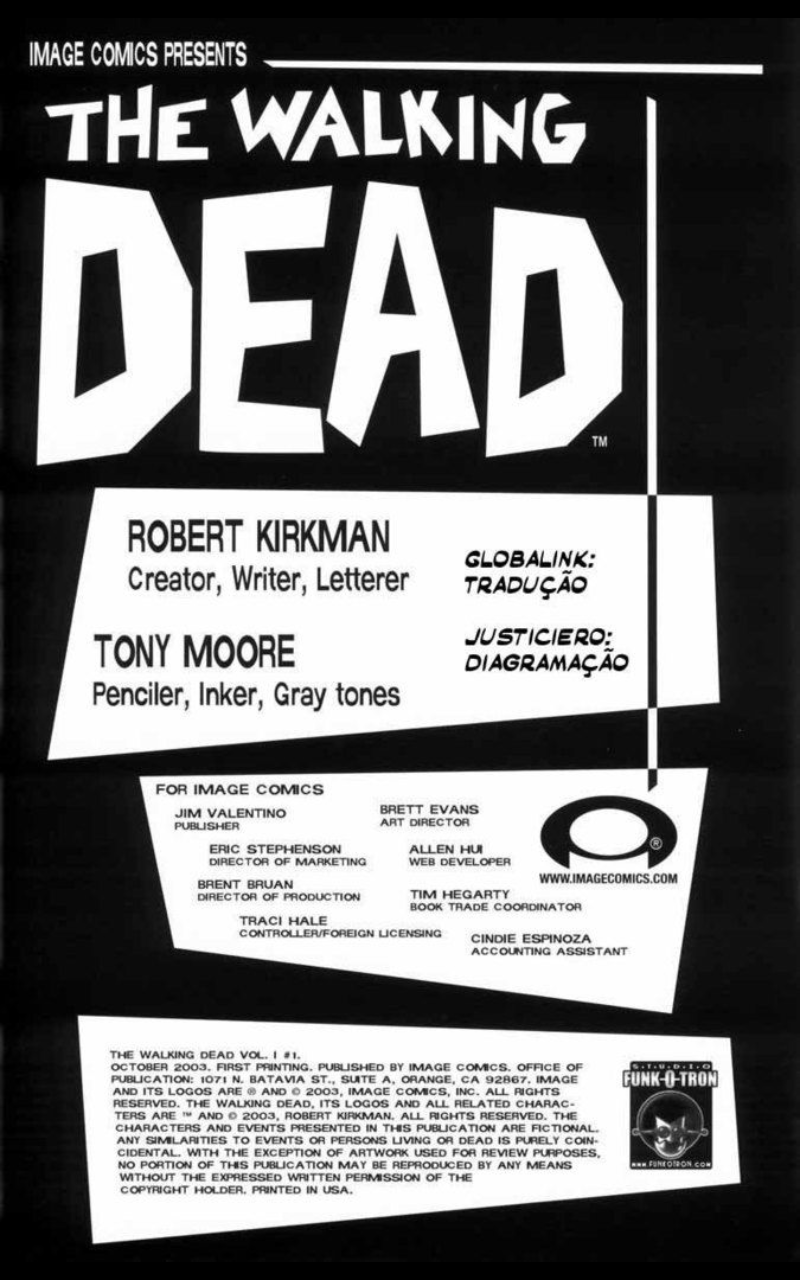 IMAGE COMICS PRESENTS
THE WALKING
DEAD
TM
ROBERT KIRKMAN
Creator, Writer, Letterer
TONY MOORE
Penciler, Inker, Gray tones
GLOBALINK:
TRADUÇÃO
JUSTICIERO:
DIAGRAMAÇÃO
FOR IMAGE COMICS
JIM VALENTINO
PUBLISHER
ERIC STEPHENSON
DIRECTOR OF MARKETING
BRENT BRUAN
DIRECTOR OF PRODUCTION
TRACI HALE
CONTROLLER/FOREIGN LICENSING
BRETT EVANS
ART DIRECTOR
ALLEN HUI
WEB DEVELOPER
TIM HEGARTY
BOOK TRADE COORDINATOR
CINDIE ESPINOZA
ACCOUNTING ASSISTANT
®
WWW.IMAGECOMICS.COM
THE WALKING DEAD VOL. I #1.
OCTOBER 2003. FIRST PRINTING. PUBLISHED BY IMAGE COMICS. OFFICE OF
PUBLICATION: 1071 N. BATAVIA ST., SUITE A, ORANGE, CA 92867. IMAGE
AND ITS LOGOS ARE ® AND © 2003, IMAGE COMICS, INC. ALL RIGHTS
RESERVED. THE WALKING DEAD, ITS LOGOS AND ALL RELATED CHARAC-
TERS ARE ™ AND © 2003, ROBERT KIRKMAN. ALL RIGHTS RESERVED. THE
CHARACTERS AND EVENTS PRESENTED IN THIS PUBLICATION ARE FICTIONAL.
ANY SIMILARITIES TO EVENTS OR PERSONS LIVING OR DEAD IS PURELY COIN-
CIDENTAL. WITH THE EXCEPTION OF ARTWORK USED FOR REVIEW PURPOSES,
NO PORTION OF THIS PUBLICATION MAY BE REPRODUCED BY ANY MEANS
WITHOUT THE EXPRESSED WRITTEN PERMISSION OF THE
COPYRIGHT HOLDER. PRINTED IN USA.
S·T·U·D·I·O
FUNK-O-TRON
www.FUNKOTRON.com